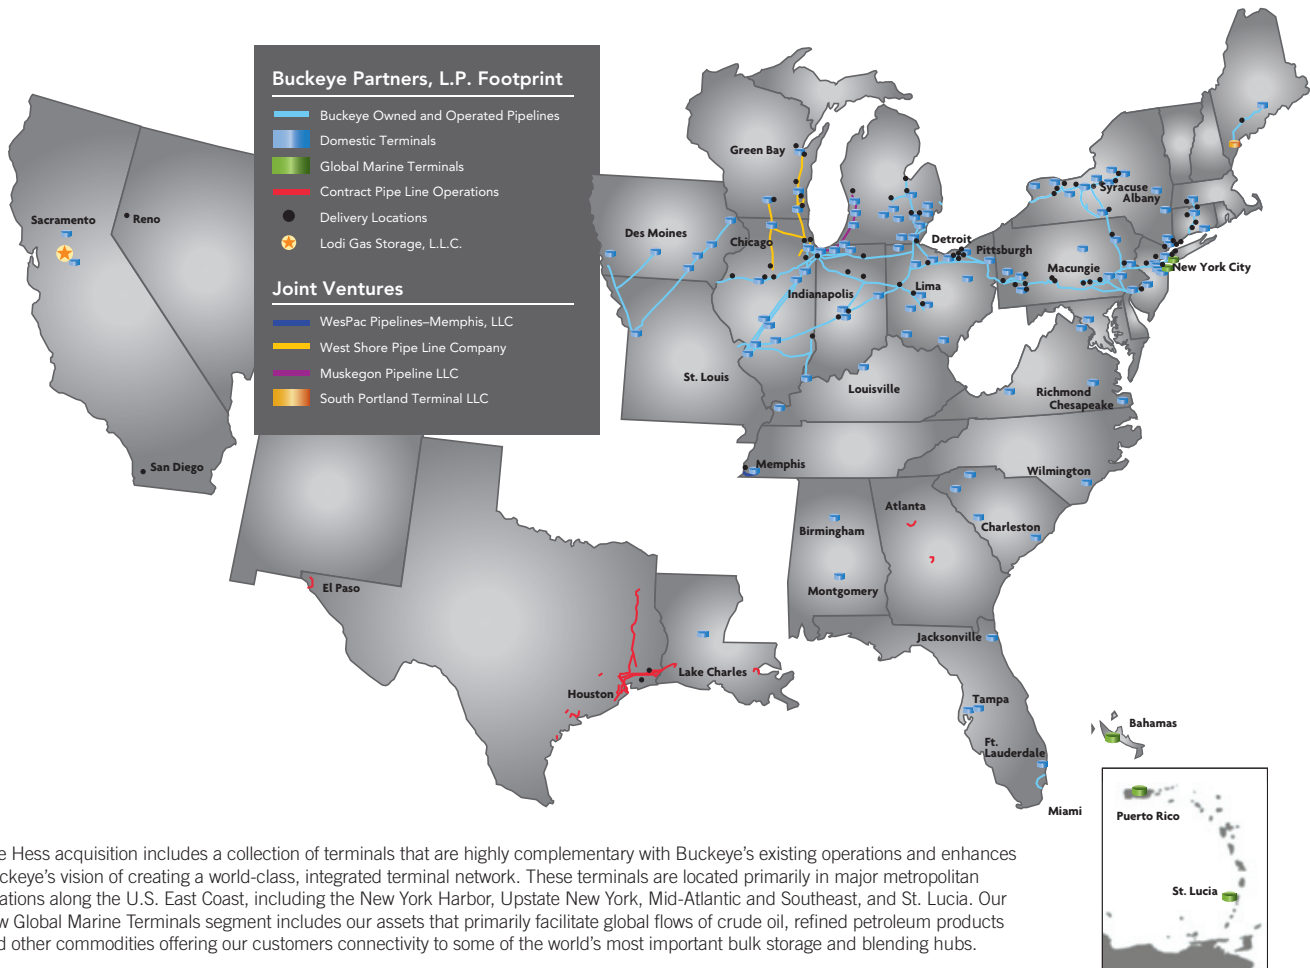 Buckeye Partners, L.P. Footprint
Buckeye Owned and Operated Pipelines
Domestic Terminals
Global Marine Terminals
Contract Pipe Line Operations
Delivery Locations
Lodi Gas Storage, L.L.C.
Joint Ventures
WesPac Pipelines–Memphis, LLC
West Shore Pipe Line Company
Muskegon Pipeline LLC
South Portland Terminal LLC
Sacramento
Reno
San Diego
El Paso
Houston
Lake Charles
Green Bay
Des Moines
Chicago
Detroit
Pittsburgh
Syracuse
Albany
Macungie
New York City
Indianapolis
Lima
St. Louis
Louisville
Richmond
Chesapeake
Memphis
Wilmington
Atlanta
Birmingham
Charleston
Montgomery
Jacksonville
Tampa
Ft.
Lauderdale
Miami
Bahamas
Puerto Rico
St. Lucia
e Hess acquisition includes a collection of terminals that are highly complementary with Buckeye’s existing operations and enhances
ckeye’s vision of creating a world-class, integrated terminal network. These terminals are located primarily in major metropolitan
ations along the U.S. East Coast, including the New York Harbor, Upstate New York, Mid-Atlantic and Southeast, and St. Lucia. Our
w Global Marine Terminals segment includes our assets that primarily facilitate global flows of crude oil, refined petroleum products
d other commodities offering our customers connectivity to some of the world’s most important bulk storage and blending hubs.